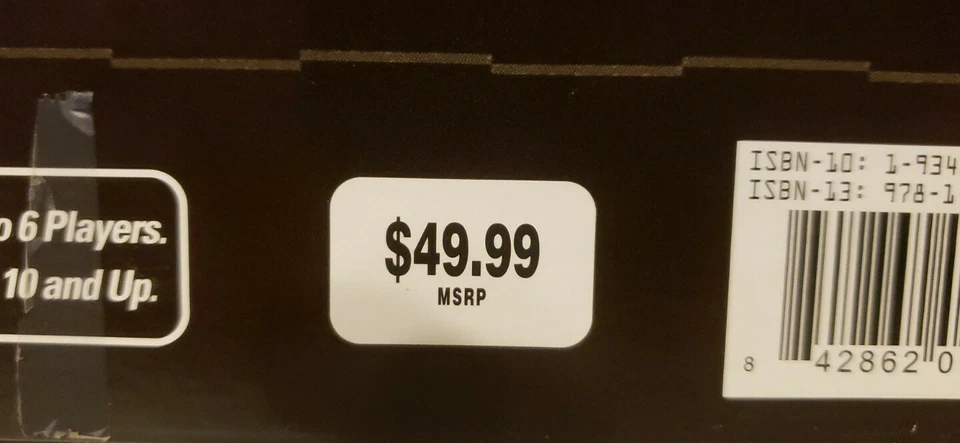 o 6 Players.
10 and Up.
$49.99
MSRP
ISBN-10: 1-934
ISBN-13: 978-1
8 42862 0